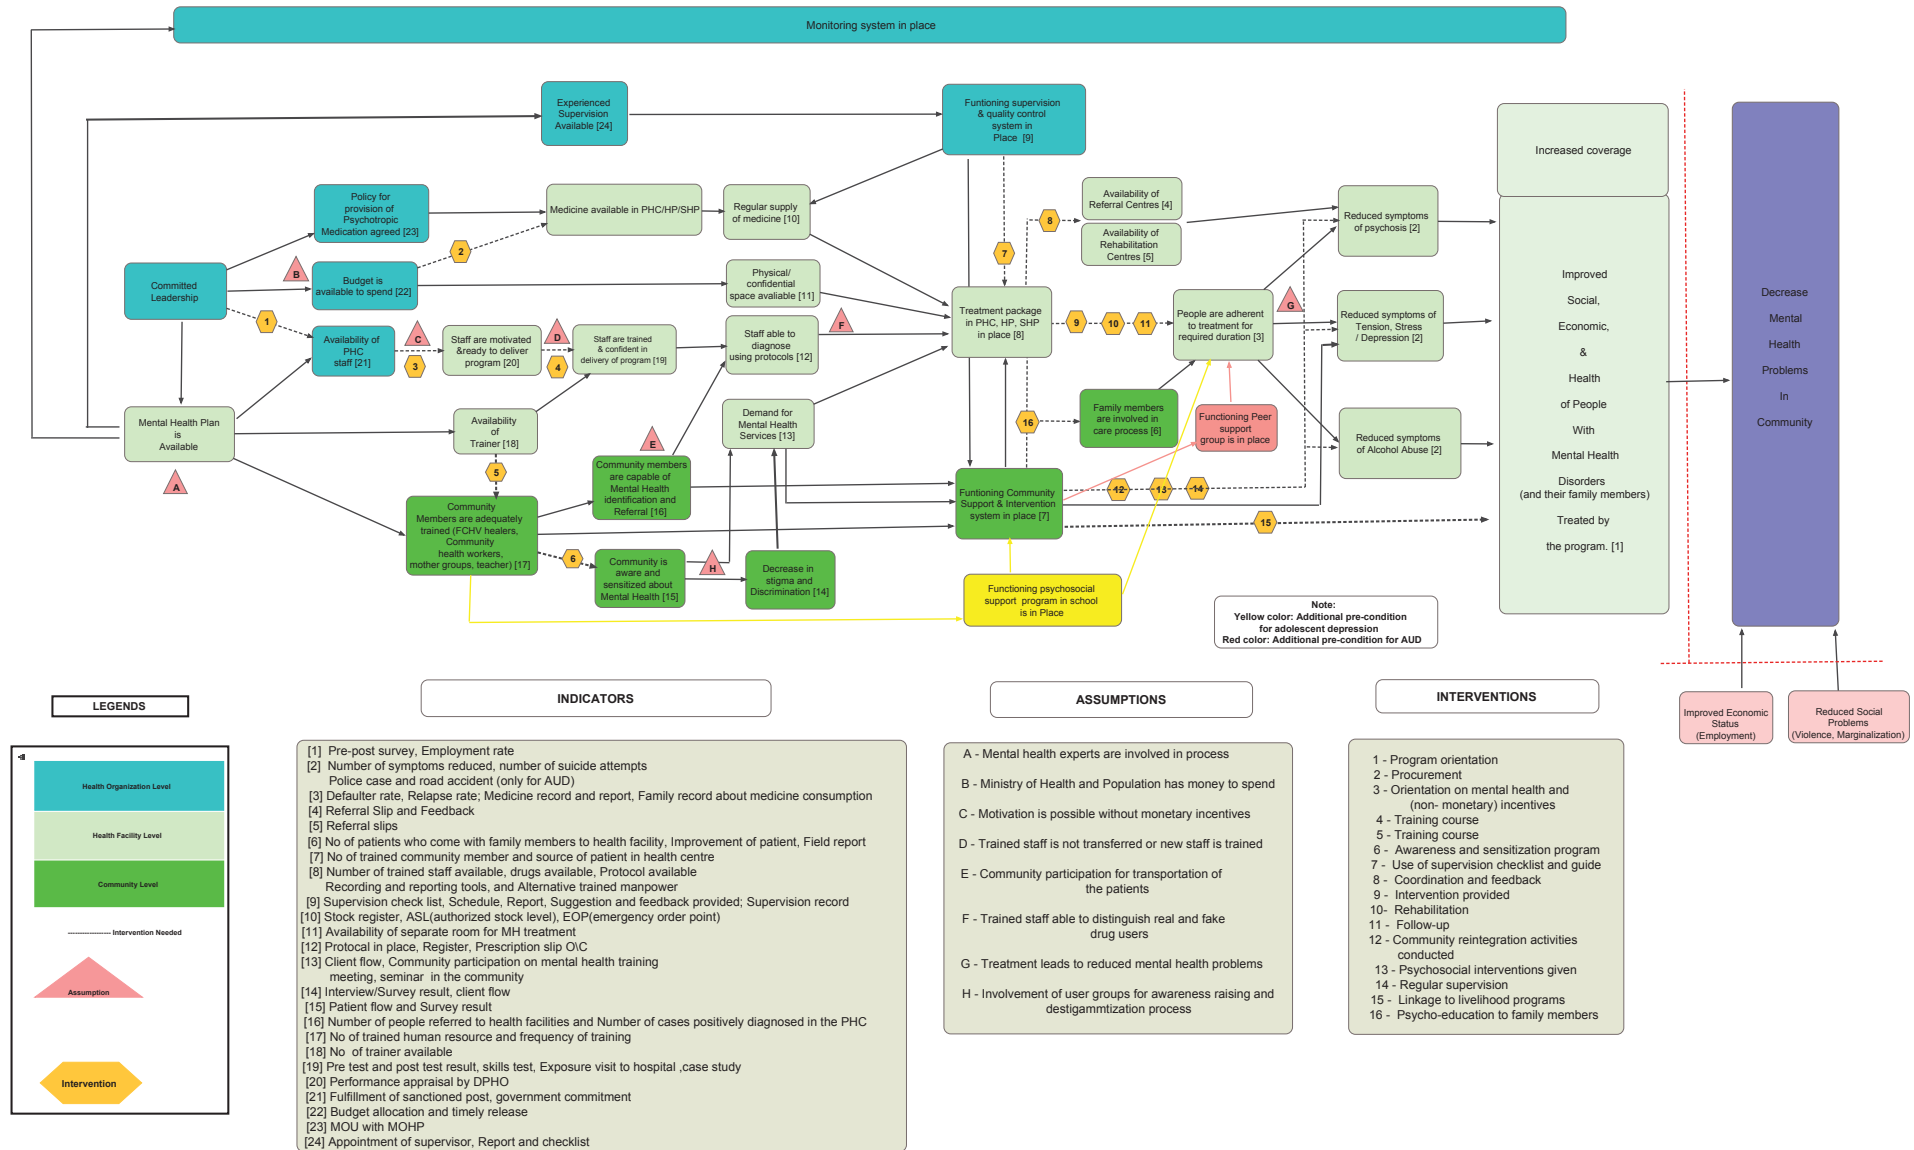 Monitoring system in place
Experienced
Supervision
Available [24]
Funtioning supervision
& quality control
system in
Place [9]
Policy for
provision of
Psychotropic
Medication agreed [23]
Medicine available in PHC/HP/SHP
Regular supply
of medicine [10]
Availability of
Referral Centres [4]
Availability of
Rehabilitation
Centres [5]
8
Reduced symptoms
of psychosis [2]
Increased coverage
2
7
B
Committed
Leadership
Budget is
available to spend [22]
Physical/
confidential
space avaliable [11]
1
Availability of
PHC
staff [21]
C
3
Staff are motivated
&ready to deliver
program [20]
D
4
Staff are trained
& confident in
delivery of program [19]
Staff able to
diagnose
using protocols [12]
F
Treatment package
in PHC, HP, SHP
in place [8]
9
10
11
People are adherent
to treatment for
required duration [3]
G
Reduced symptoms of
Tension, Stress
/ Depression [2]
Improved
Social,
Economic,
&
Health
of People
With
Mental Health
Disorders
(and their family members)
Treated by
the program. [1]
Decrease
Mental
Health
Problems
In
Community
Mental Health Plan
is
Available
A
Availability
of
Trainer [18]
5
E
Demand for
Mental Health
Services [13]
16
Family members
are involved in
care process [6]
Functioning Peer
support
group is in place
Reduced symptoms
of Alcohol Abuse [2]
Community members
are capable of
Mental Health
identification and
Referral [16]
Community
Members are adequately
trained (FCHV healers,
Community
health workers,
mother groups, teacher) [17]
Funtioning Community
Support & Intervention
system in place [7]
12
13
14
15
6
Community is
aware and
sensitized about
Mental Health [15]
H
Decrease in
stigma and
Discrimination [14]
Functioning psychosocial
support program in school
is in Place
Note:
Yellow color: Additional pre-condition
for adolescent depression
Red color: Additional pre-condition for AUD
Improved Economic
Status
(Employment)
Reduced Social
Problems
(Violence, Marginalization)
LEGENDS
Health Organization Level
Health Facility Level
Community Level
----------------- Intervention Needed
Assumption
Intervention
INDICATORS
[1] Pre-post survey, Employment rate
[2] Number of symptoms reduced, number of suicide attempts
Police case and road accident (only for AUD)
[3] Defaulter rate, Relapse rate; Medicine record and report, Family record about medicine consumption
[4] Referral Slip and Feedback
[5] Referral slips
[6] No of patients who come with family members to health facility, Improvement of patient, Field report
[7] No of trained community member and source of patient in health centre
[8] Number of trained staff available, drugs available, Protocol available
Recording and reporting tools, and Alternative trained manpower
[9] Supervision check list, Schedule, Report, Suggestion and feedback provided; Supervision record
[10] Stock register, ASL(authorized stock level), EOP(emergency order point)
[11] Availability of separate room for MH treatment
[12] Protocal in place, Register, Prescription slip O\C
[13] Client flow, Community participation on mental health training
meeting, seminar in the community
[14] Interview/Survey result, client flow
[15] Patient flow and Survey result
[16] Number of people referred to health facilities and Number of cases positively diagnosed in the PHC
[17] No of trained human resource and frequency of training
[18] No of trainer available
[19] Pre test and post test result, skills test, Exposure visit to hospital ,case study
[20] Performance appraisal by DPHO
[21] Fulfillment of sanctioned post, government commitment
[22] Budget allocation and timely release
[23] MOU with MOHP
[24] Appointment of supervisor, Report and checklist
ASSUMPTIONS
A - Mental health experts are involved in process
B - Ministry of Health and Population has money to spend
C - Motivation is possible without monetary incentives
D - Trained staff is not transferred or new staff is trained
E - Community participation for transportation of
the patients
F - Trained staff able to distinguish real and fake
drug users
G - Treatment leads to reduced mental health problems
H - Involvement of user groups for awareness raising and
destigammtization process
INTERVENTIONS
1 - Program orientation
2 - Procurement
3 - Orientation on mental health and
(non- monetary) incentives
4 - Training course
5 - Training course
6 - Awareness and sensitization program
7 - Use of supervision checklist and guide
8 - Coordination and feedback
9 - Intervention provided
10- Rehabilitation
11 - Follow-up
12 - Community reintegration activities
conducted
13 - Psychosocial interventions given
14 - Regular supervision
15 - Linkage to livelihood programs
16 - Psycho-education to family members